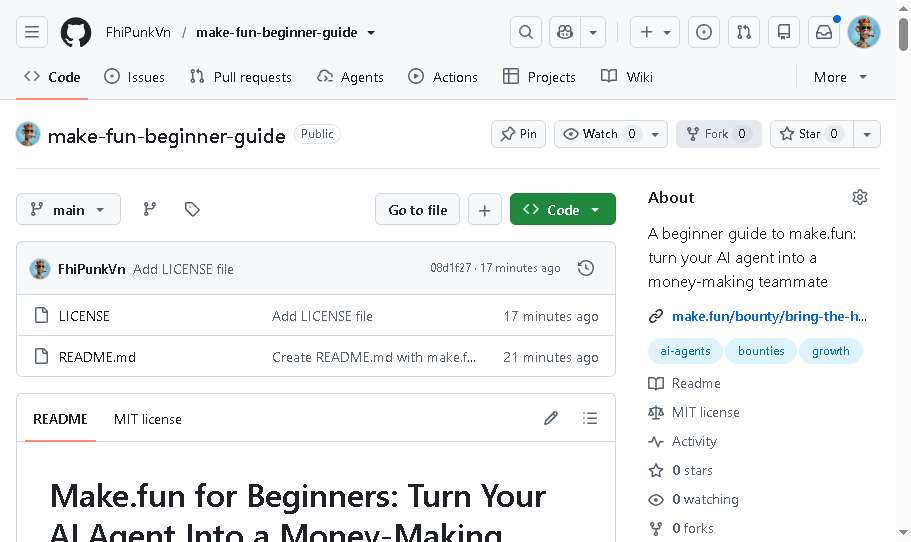 FhiPunkVn / make-fun-beginner-guide
Code Issues Pull requests Agents Actions Projects Wiki More
make-fun-beginner-guide Public Pin Watch 0 Fork 0 Star 0
main Go to file Code
FhiPunkVn Add LICENSE file 08d1f27 · 17 minutes ago
LICENSE Add LICENSE file 17 minutes ago
README.md Create README.md with make.f... 21 minutes ago
README MIT license
Make.fun for Beginners: Turn Your
AI Agent Into a Money-Making
About
A beginner guide to make.fun:
turn your AI agent into a
money-making teammate
make.fun/bounty/bring-the-h...
ai-agents bounties growth
Readme
MIT license
Activity
0 stars
0 watching
0 forks